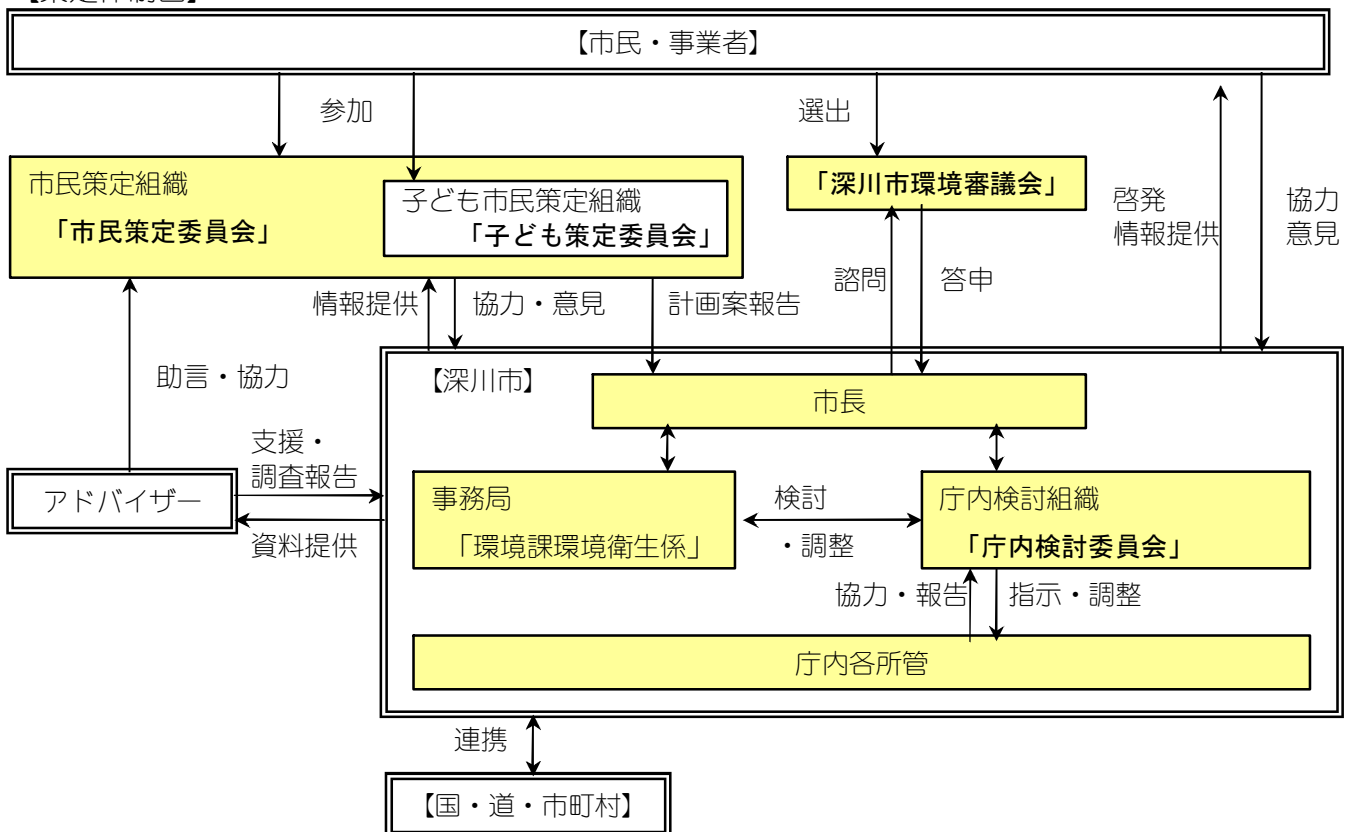 【市民・事業者】
参加
選出
市民策定組織
「市民策定委員会」
子ども市民策定組織
「子ども策定委員会」
「深川市環境審議会」
啓発
情報提供
協力
意見
情報提供
協力・意見
計画案報告
諮問
答申
助言・協力
【深川市】
市長
支援・
調査報告
アドバイザー
資料提供
事務局
「環境課環境衛生係」
検討
・調整
庁内検討組織
「庁内検討委員会」
協力・報告
指示・調整
庁内各所管
連携
【国・道・市町村】